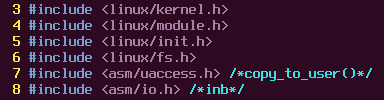 3 #include <linux/kernel.h>
4 #include <linux/module.h>
5 #include <linux/init.h>
6 #include <linux/fs.h>
7 #include <asm/uaccess.h> /*copy_to_user()*/
8 #include <asm/io.h> /*inb*/